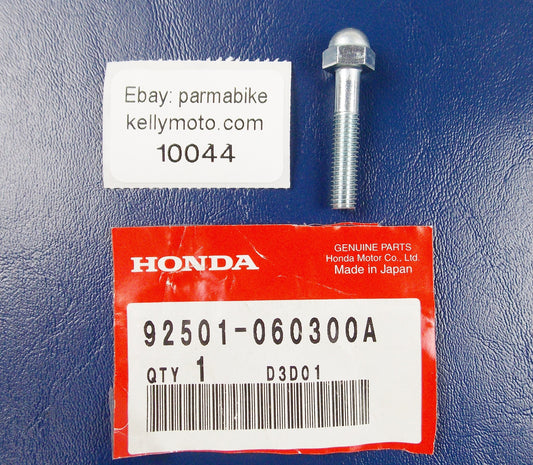 Ebay: parmabike
kellymoto.com
10044
HONDA
GENUINE PARTS
Honda Motor Co., Ltd.
Made in Japan
92501-060300A
QTY 1 D3D01